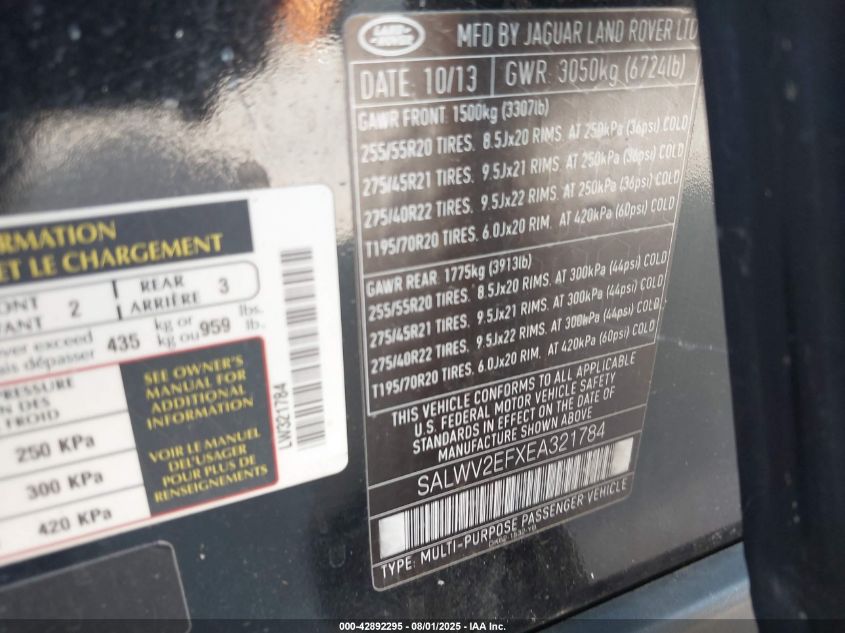 LAND ROVER
MFD BY JAGUAR LAND ROVER LTD
DATE: 10/13 GWR: 3050kg (6724lb)
GAWR FRONT: 1500kg (3307lb)
255/55R20 TIRES. 8.5Jx20 RIMS. AT 250kPa (36psi) COLD
275/45R21 TIRES. 9.5Jx21 RIMS. AT 250kPa (36psi) COLD
275/40R22 TIRES. 9.5Jx22 RIMS. AT 250kPa (36psi) COLD
T195/70R20 TIRES. 6.0Jx20 RIM. AT 420kPa (60psi) COLD
GAWR REAR: 1775kg (3913lb)
255/55R20 TIRES. 8.5Jx20 RIMS. AT 300kPa (44psi) COLD
275/45R21 TIRES. 9.5Jx21 RIMS. AT 300kPa (44psi) COLD
275/40R22 TIRES. 9.5Jx22 RIMS. AT 300kPa (44psi) COLD
T195/70R20 TIRES. 6.0Jx20 RIM. AT 420kPa (60psi) COLD
THIS VEHICLE CONFORMS TO ALL APPLICABLE
U.S. FEDERAL MOTOR VEHICLE SAFETY
STANDARDS IN EFFECT ON THE DATE OF
MANUFACTURE SHOWN ABOVE.
SALWV2EFXEA321784
TYPE: MULTI-PURPOSE PASSENGER VEHICLE
RMATION
ET LE CHARGEMENT
ONT
ANT 2 REAR
ARRIÈRE 3
ver exceed
ais dépasser 435 kg or
kg ou 959 lbs.
lb.
PRESSURE
ON DES
FROID
250 KPa
300 KPa
420 KPa
SEE OWNER'S
MANUAL FOR
ADDITIONAL
INFORMATION
VOIR LE MANUEL
DEL'USAGER
POUR PLUS DE
RENSEIGNEMENTS
LW321784
000-42892295 - 08/01/2025 - IAA Inc.